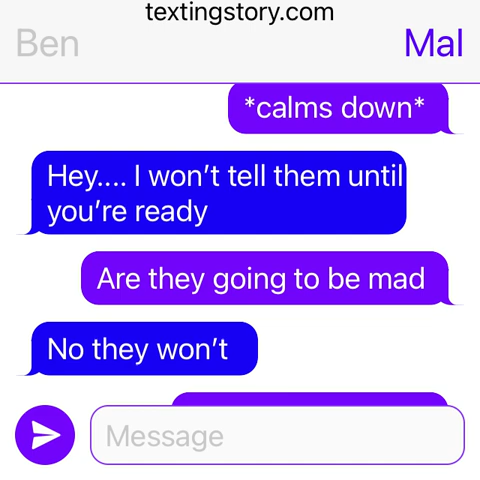 textingstory.com
Ben
Mal
*calms down*
Hey.... I won’t tell them until
you’re ready
Are they going to be mad
No they won’t
Message